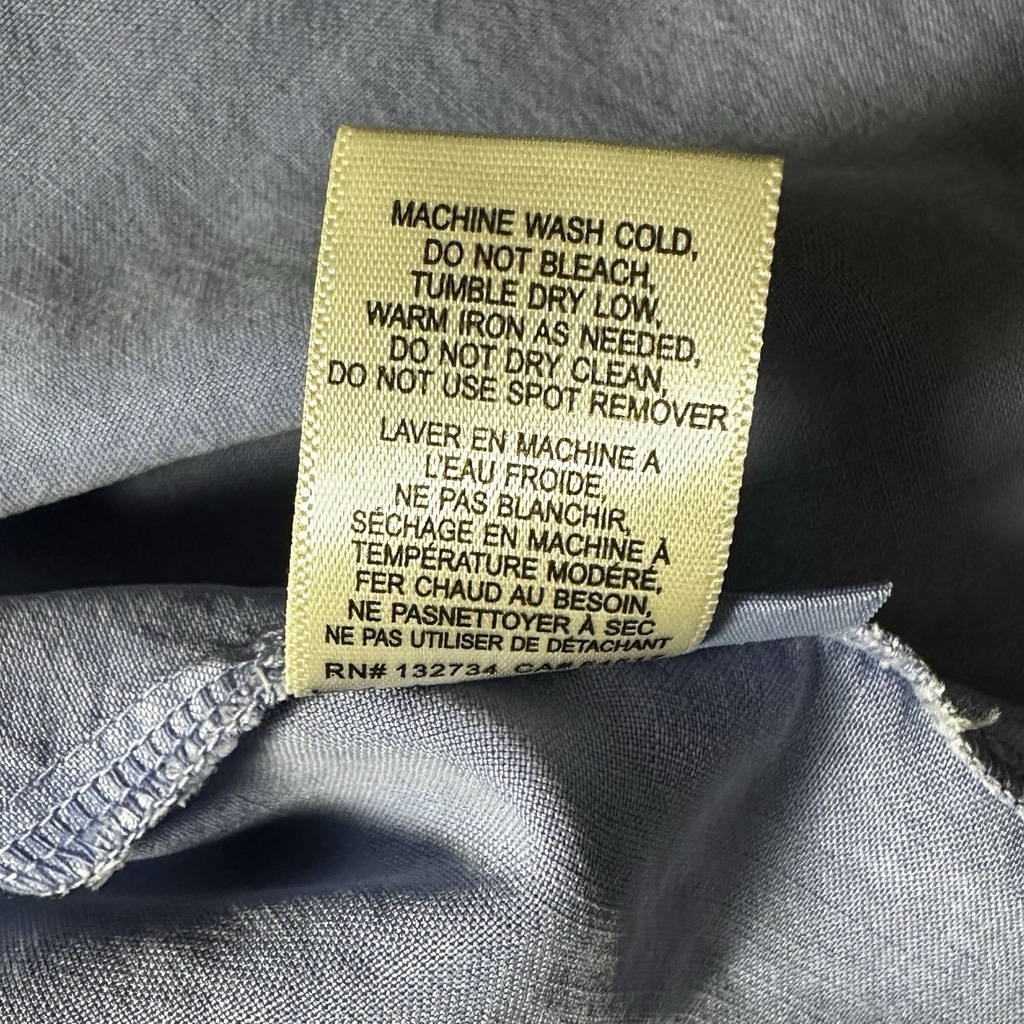 MACHINE WASH COLD,
DO NOT BLEACH,
TUMBLE DRY LOW,
WARM IRON AS NEEDED,
DO NOT DRY CLEAN,
DO NOT USE SPOT REMOVER
LAVER EN MACHINE A
L'EAU FROIDE,
NE PAS BLANCHIR,
SÉCHAGE EN MACHINE À
TEMPÉRATURE MODÉRÉ,
FER CHAUD AU BESOIN,
NE PASNETTOYER À SEC
NE PAS UTILISER DE DÉTACHANT
RN# 132734